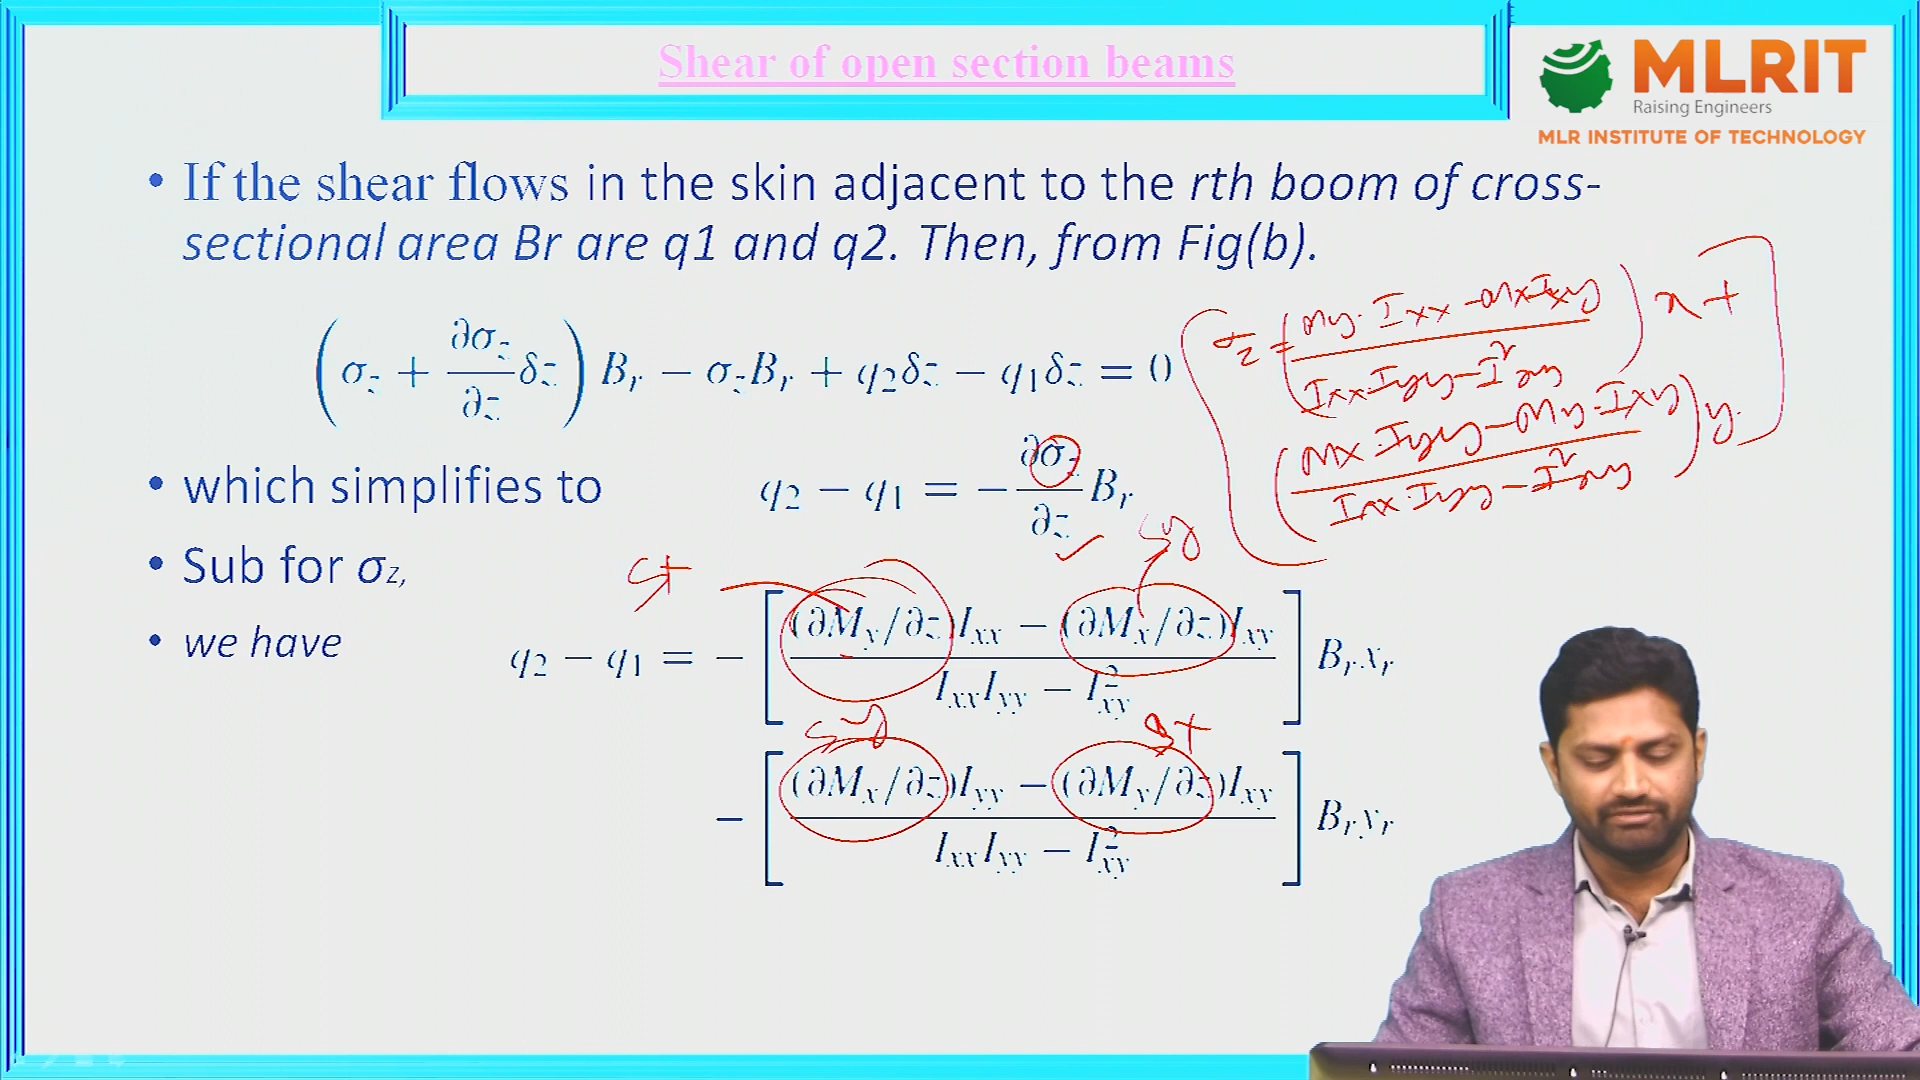 Shear of open section beams
MLRIT
Raising Engineers
MLR INSTITUTE OF TECHNOLOGY
• If the shear flows in the skin adjacent to the rth boom of cross-
sectional area Br are q1 and q2. Then, from Fig(b).
(σz + ∂σz/∂z δz) Br − σzBr + q2δz − q1δz = 0
σz = (My·Ixx − MxIxy / Ixx·Iyy − I²xy) x +
(Mx·Iyy − My·Ixy / Ixx·Iyy − I²xy) y.
• which simplifies to q2 − q1 = − ∂σz/∂z Br
Sy
• Sub for σz,
Sx
• we have
q2 − q1 = − [(∂My/∂z)Ixx − (∂Mx/∂z)Ixy / IxxIyy − I²xy] Brxr
Sy Sx
− [(∂Mx/∂z)Iyy − (∂My/∂z)Ixy / IxxIyy − I²xy] Bryr